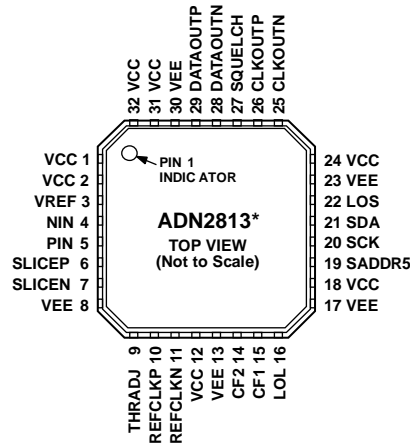 32 VCC
31 VCC
30 VEE
29 DATAOUTP
28 DATAOUTN
27 SQUELCH
26 CLKOUTP
25 CLKOUTN
VCC 1
VCC 2
VREF 3
NIN 4
PIN 5
SLICEP 6
SLICEN 7
VEE 8
PIN 1
INDIC ATOR
ADN2813*
TOP VIEW
(Not to Scale)
24 VCC
23 VEE
22 LOS
21 SDA
20 SCK
19 SADDR5
18 VCC
17 VEE
THRADJ 9
REFCLKP 10
REFCLKN 11
VCC 12
VEE 13
CF2 14
CF1 15
LOL 16